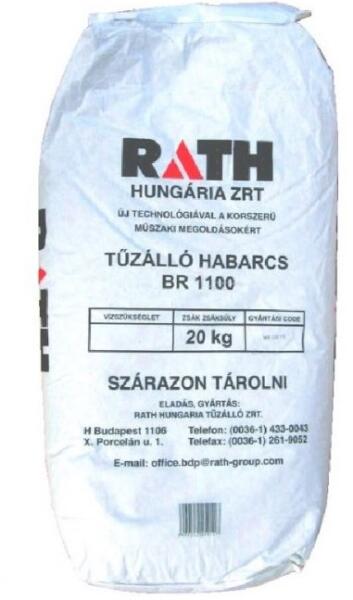 RATH
HUNGÁRIA ZRT
ÚJ TECHNOLÓGIÁVAL A KORSZERŰ
MŰSZAKI MEGOLDÁSOKÉRT
TŰZÁLLÓ HABARCS
BR 1100
VÍZSZÜKSÉGLET ZSÁK ZSÁKSÚLY GYÁRTÁSI CODE
20 kg
SZÁRAZON TÁROLNI
ELADÁS, GYÁRTÁS:
RATH HUNGARIA TŰZÁLLÓ ZRT.
H Budapest 1106 Telefon: (0036-1) 433-0043
X. Porcelán u. 1. Telefax: (0036-1) 261-9052
E-mail: office.bdp@rath-group.com